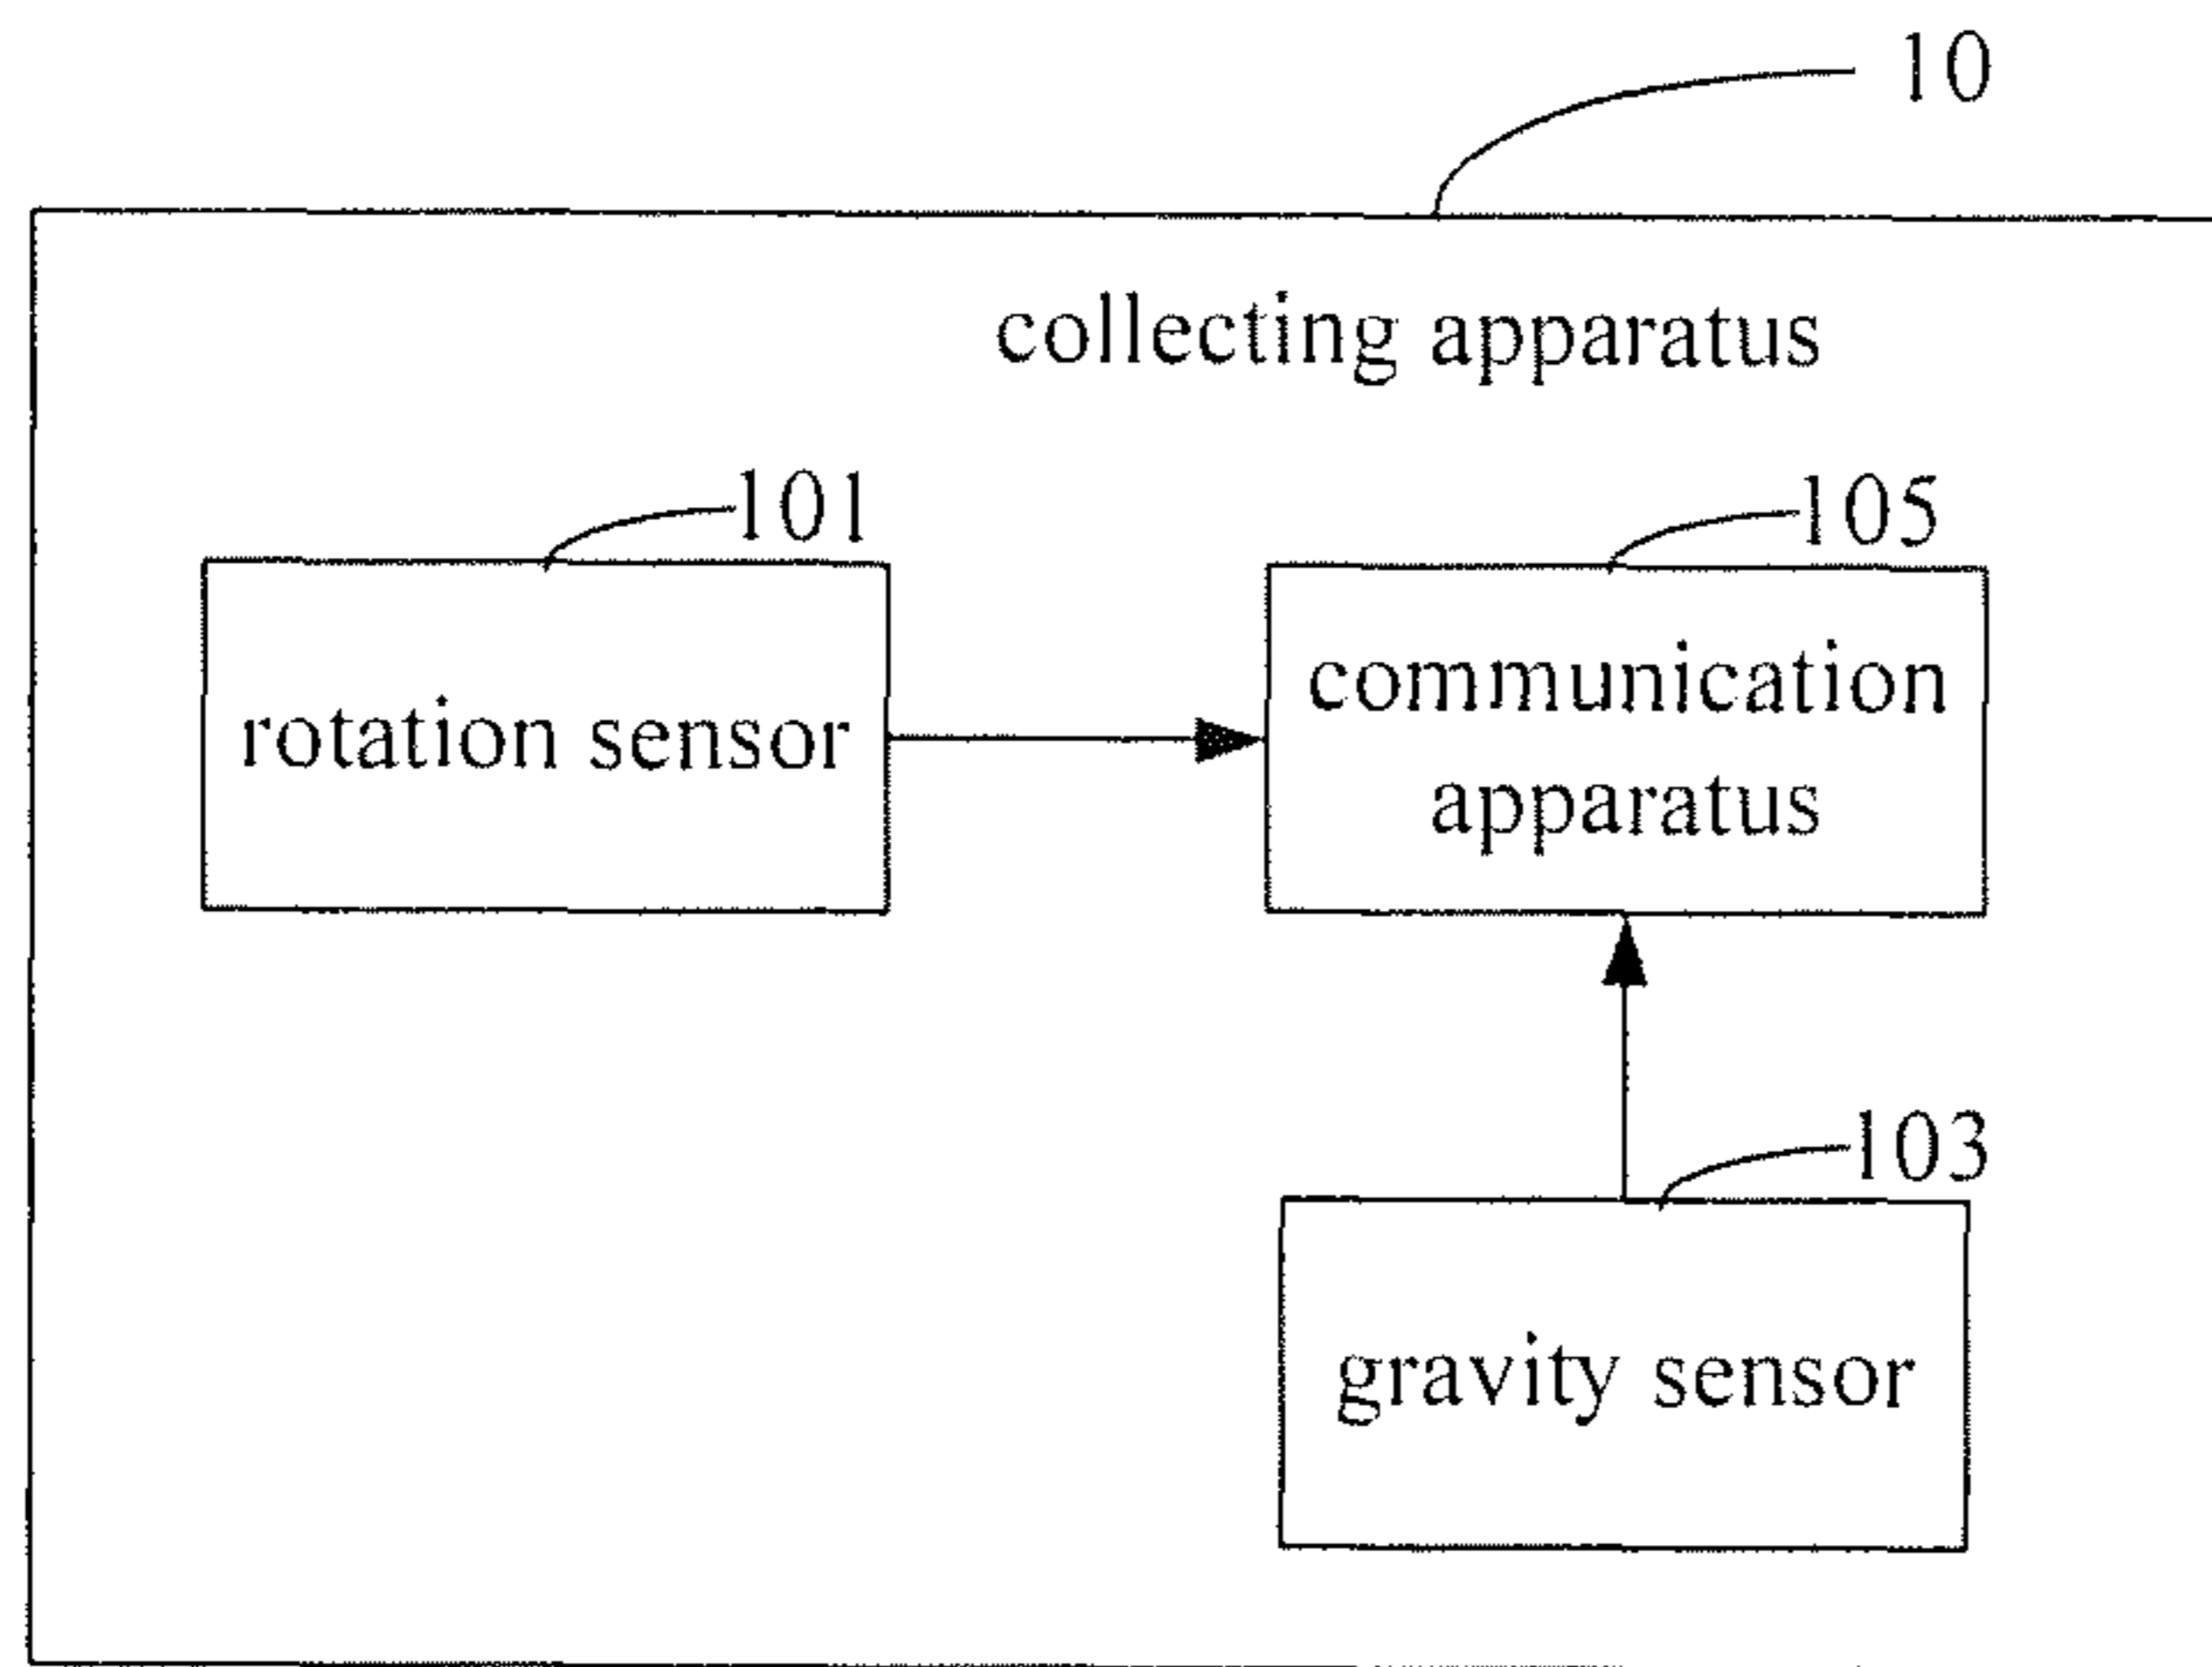 10
collecting apparatus
101
105
rotation sensor
communication
apparatus
103
gravity sensor